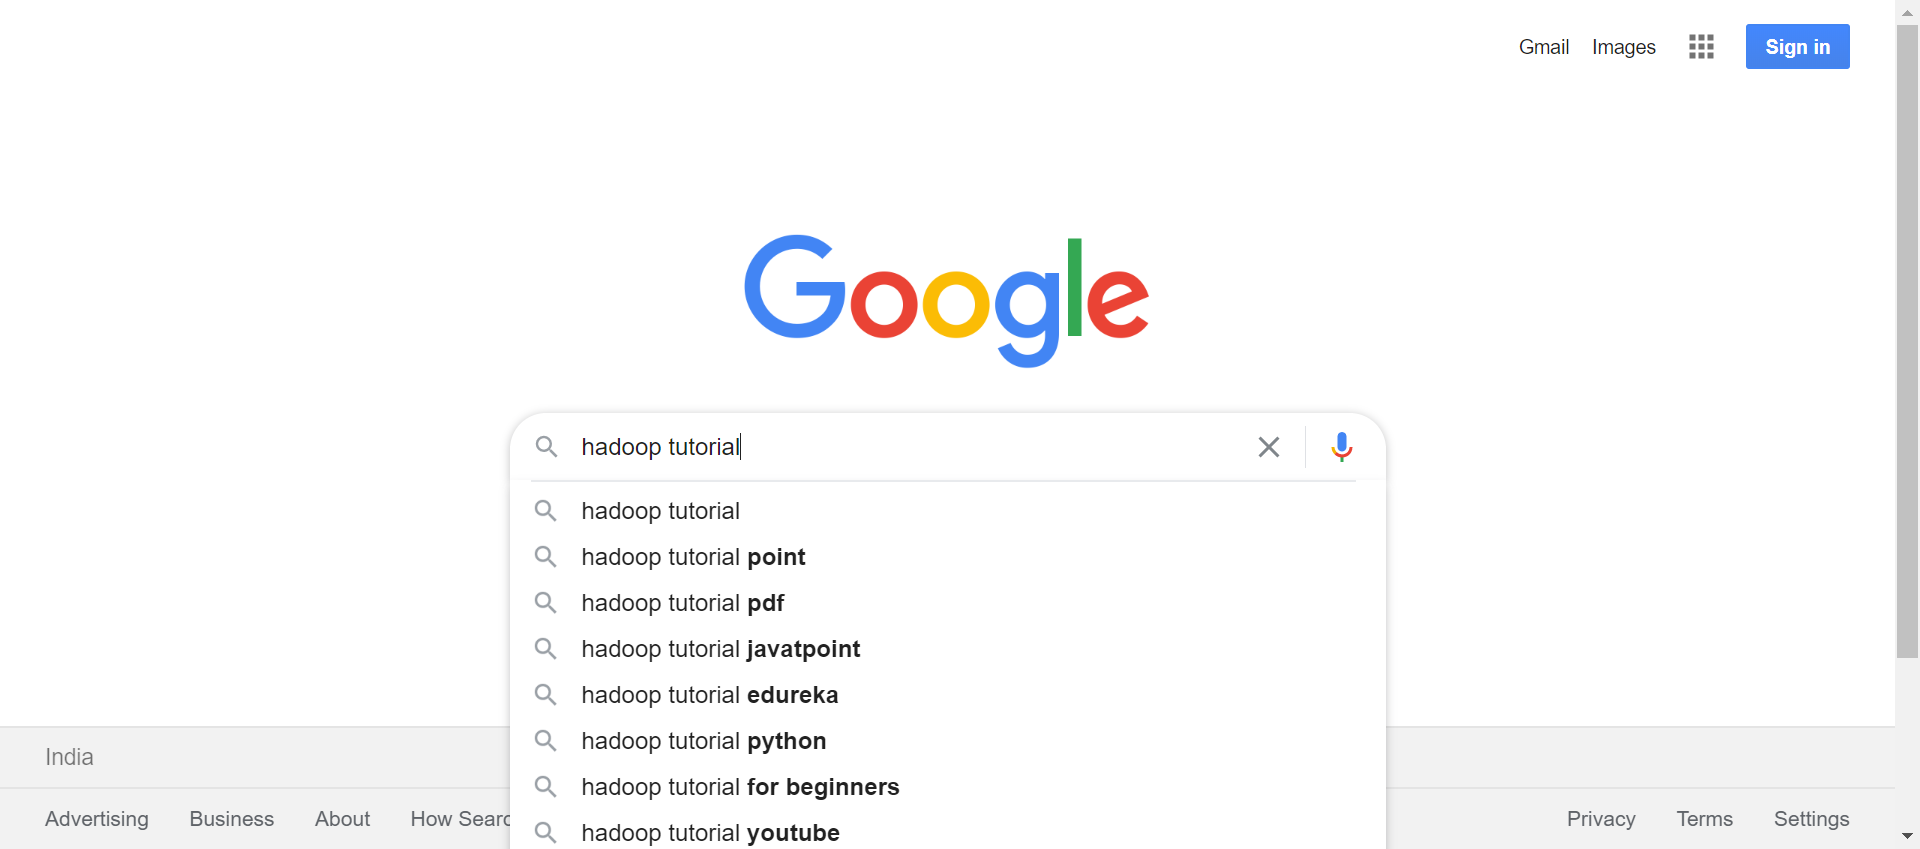 Gmail Images Sign in
Google
hadoop tutorial
hadoop tutorial
hadoop tutorial point
hadoop tutorial pdf
hadoop tutorial javatpoint
hadoop tutorial edureka
hadoop tutorial python
hadoop tutorial for beginners
hadoop tutorial youtube
India
Advertising Business About How Searc
Privacy Terms Settings